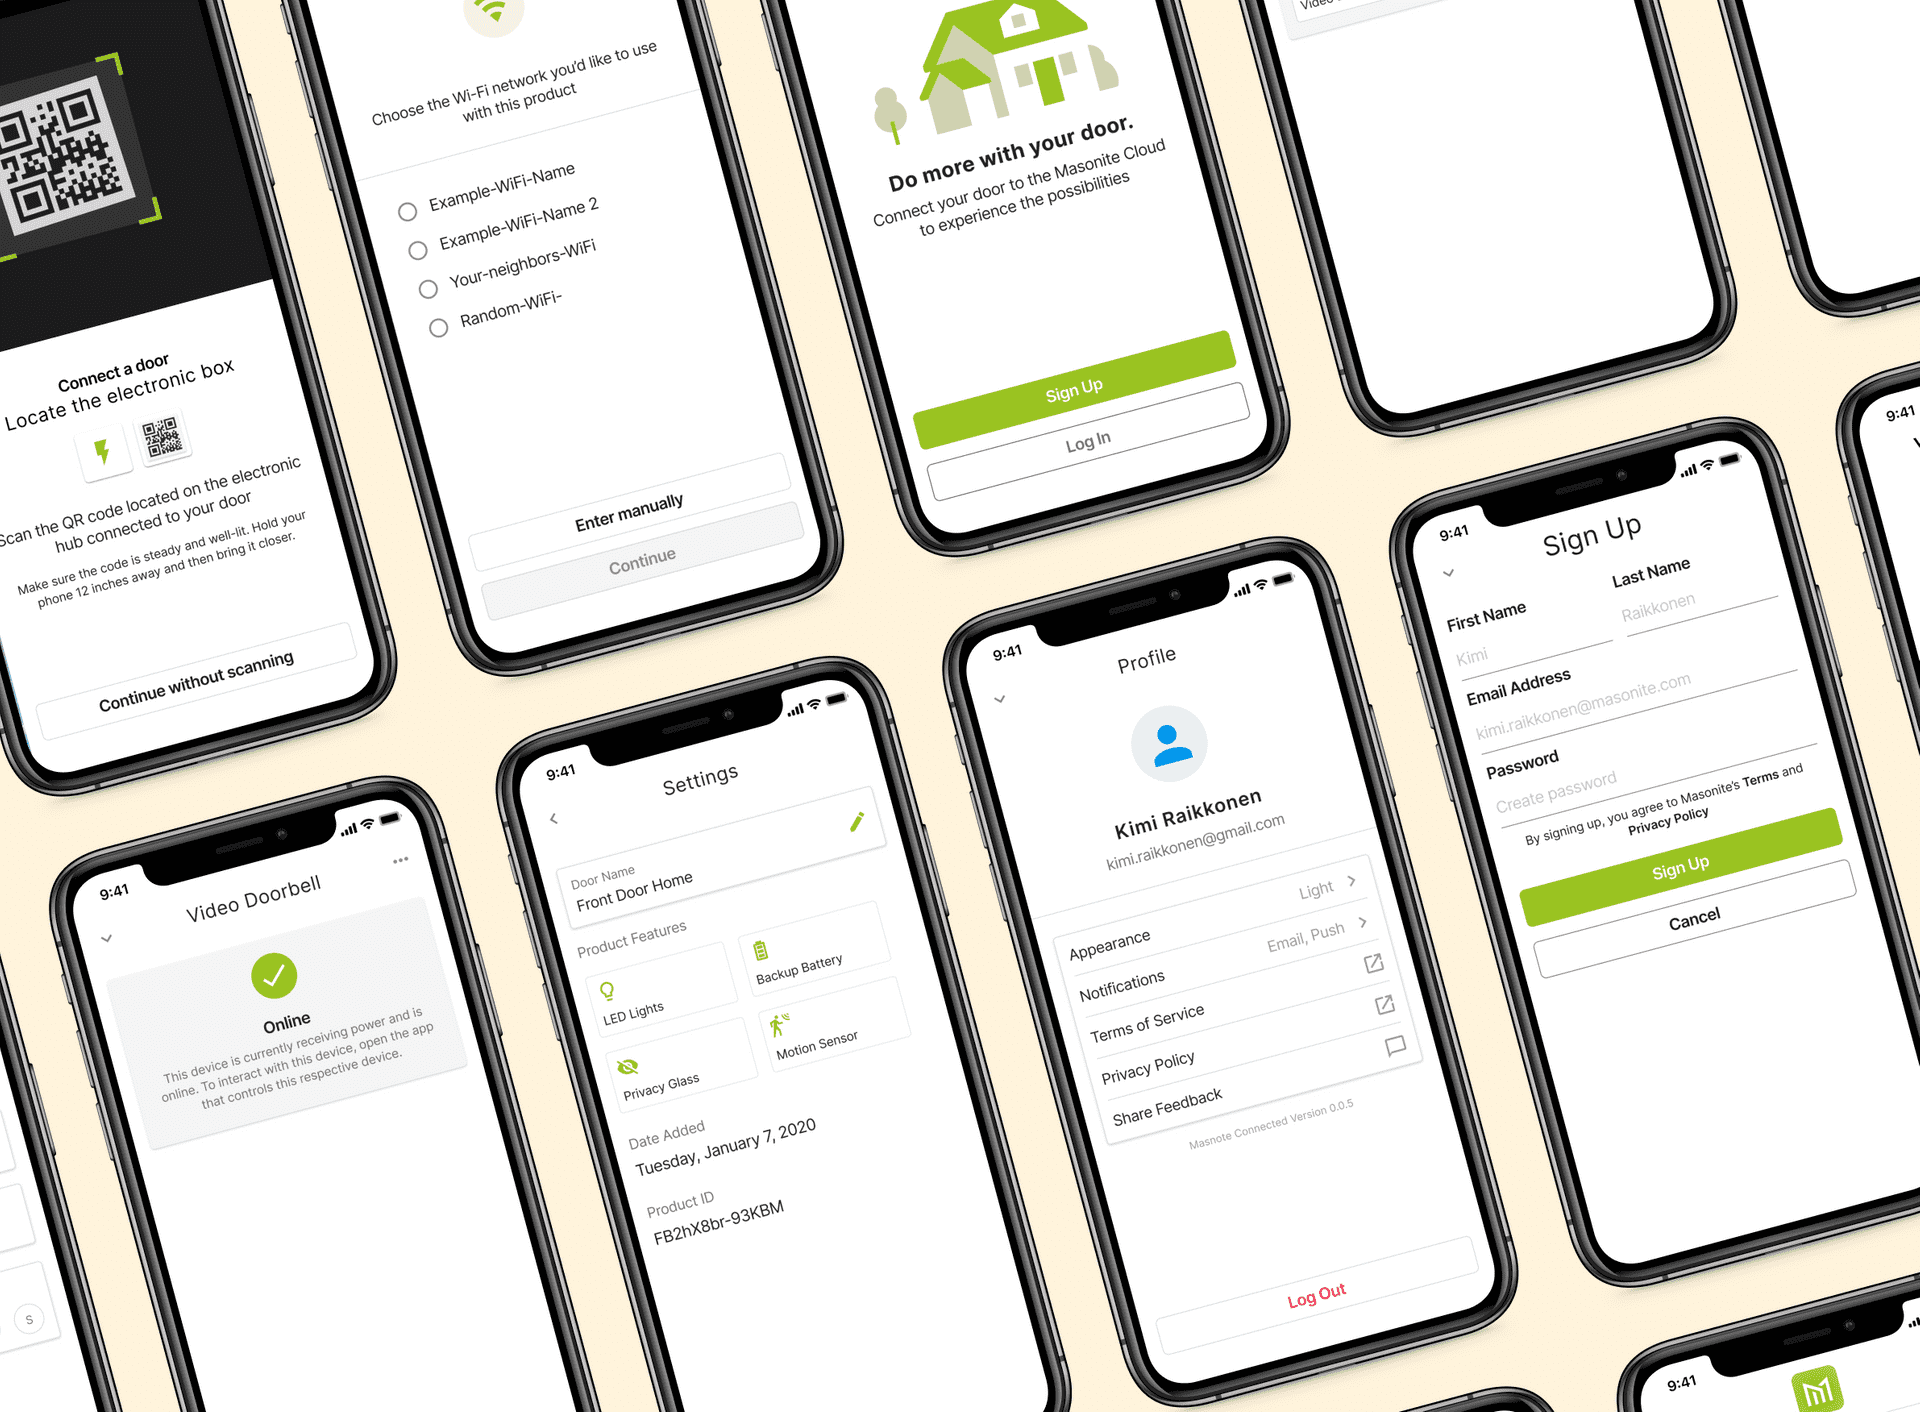 Connect a door
Locate the electronic box
Scan the QR code located on the electronic
hub connected to your door
Make sure the code is steady and well-lit. Hold your
phone 12 inches away and then bring it closer.
Continue without scanning
Choose the Wi-Fi network you'd like to use
with this product
Example-WiFi-Name
Example-WiFi-Name 2
Your-neighbors-WiFi
Random-WiFi-
Enter manually
Continue
Do more with your door.
Connect your door to the Masonite Cloud
to experience the possibilities
Sign Up
Log In
Video
S
9:41
Video Doorbell
Online
This device is currently receiving power and is
online. To interact with this device, open the app
that controls this respective device.
9:41
Settings
Door Name
Front Door Home
Product Features
LED Lights
Backup Battery
Privacy Glass
Motion Sensor
Date Added
Tuesday, January 7, 2020
Product ID
FB2hX8br-93KBM
9:41
Profile
Kimi Raikkonen
kimi.raikkonen@gmail.com
Appearance
Light
Notifications
Email, Push
Terms of Service
Privacy Policy
Share Feedback
Masnote Connected Version 0.0.5
Log Out
9:41
Sign Up
First Name
Last Name
Kimi
Raikkonen
Email Address
kimi.raikkonen@masonite.com
Password
Create password
By signing up, you agree to Masonite's Terms and
Privacy Policy
Sign Up
Cancel
9:41
9:41